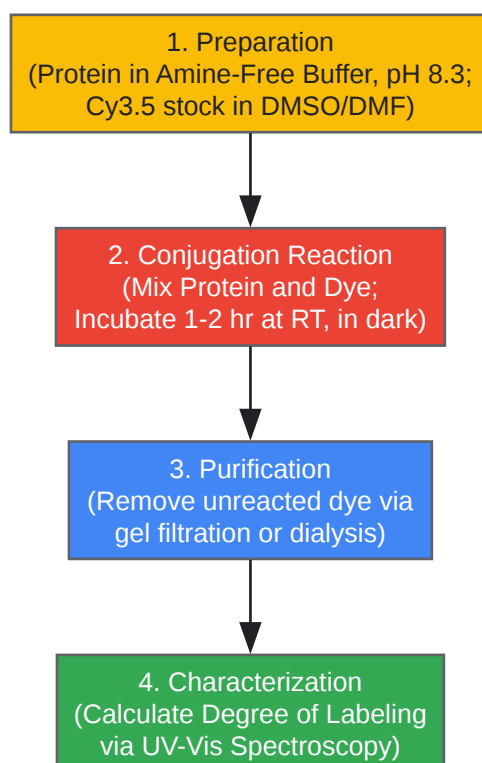 1. Preparation
(Protein in Amine-Free Buffer, pH 8.3;
Cy3.5 stock in DMSO/DMF)
2. Conjugation Reaction
(Mix Protein and Dye;
Incubate 1-2 hr at RT, in dark)
3. Purification
(Remove unreacted dye via
gel filtration or dialysis)
4. Characterization
(Calculate Degree of Labeling
via UV-Vis Spectroscopy)